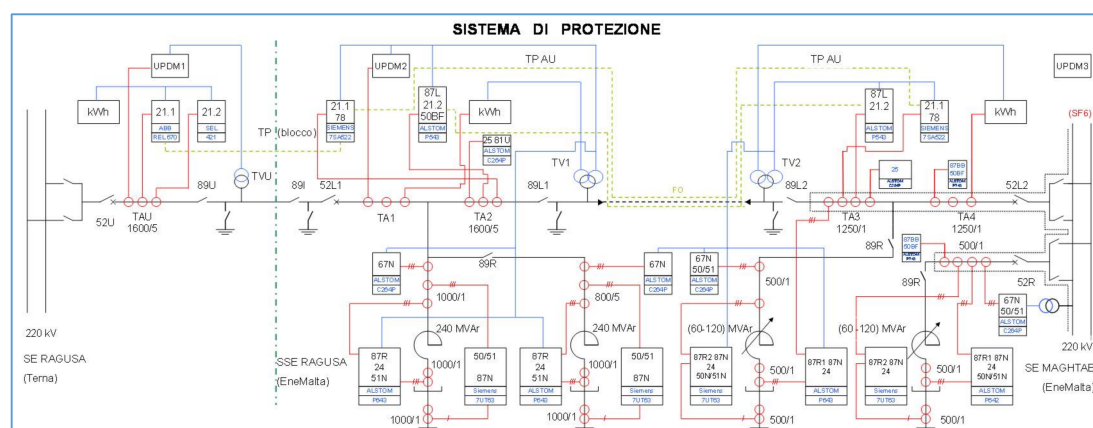 SISTEMA DI PROTEZIONE
UPDM1
kWh
21.1
ABB
REL670
21.2
SEL
421
TP (blocco)
21.1
78
SIEMENS
7SA522
UPDM2
87L
21.2
50BF
ALSTOM
P543
TP AU
kWh
25 81U
ALSTOM
C264P
TV1
FO
TV2
TP AU
87L
21.2
ALSTOM
P543
21.1
78
SIEMENS
7SA522
kWh
UPDM3
(SF6)
25
ALSTOM
87BB
50BF
ALSTOM
52U
TAU
1600/5
89U
TVU
89I
52L1
TA1
TA2
1600/5
89L1
89L2
TA3
1250/1
TA4
1250/1
52L2
67N
ALSTOM
C264P
1000/1
89R
800/5
67N
ALSTOM
C264P
67N
50/51
ALSTOM
C264P
500/1
89R
87BB
50BF
ALSTOM
500/1
89R
52R
67N
50/51
ALSTOM
C264P
220 kV
SE RAGUSA
(Terna)
SSE RAGUSA
(EneMalta)
240 MVAr
240 MVAr
(60-120) MVAr
(60-120) MVAr
87R
24
51N
ALSTOM
P643
1000/1
50/51
87N
Siemens
7UT63
87R
24
51N
ALSTOM
P643
1000/1
50/51
87N
Siemens
7UT63
87R2 87N
24
50N/51N
Siemens
7UT63
500/1
87R1 87N
24
ALSTOM
P643
87R2 87N
24
Siemens
7UT63
500/1
87R1 87N
24
50N/51N
ALSTOM
P642
1000/1
1000/1
500/1
500/1
220 kV
SE MAGHTAB
(EneMalta)